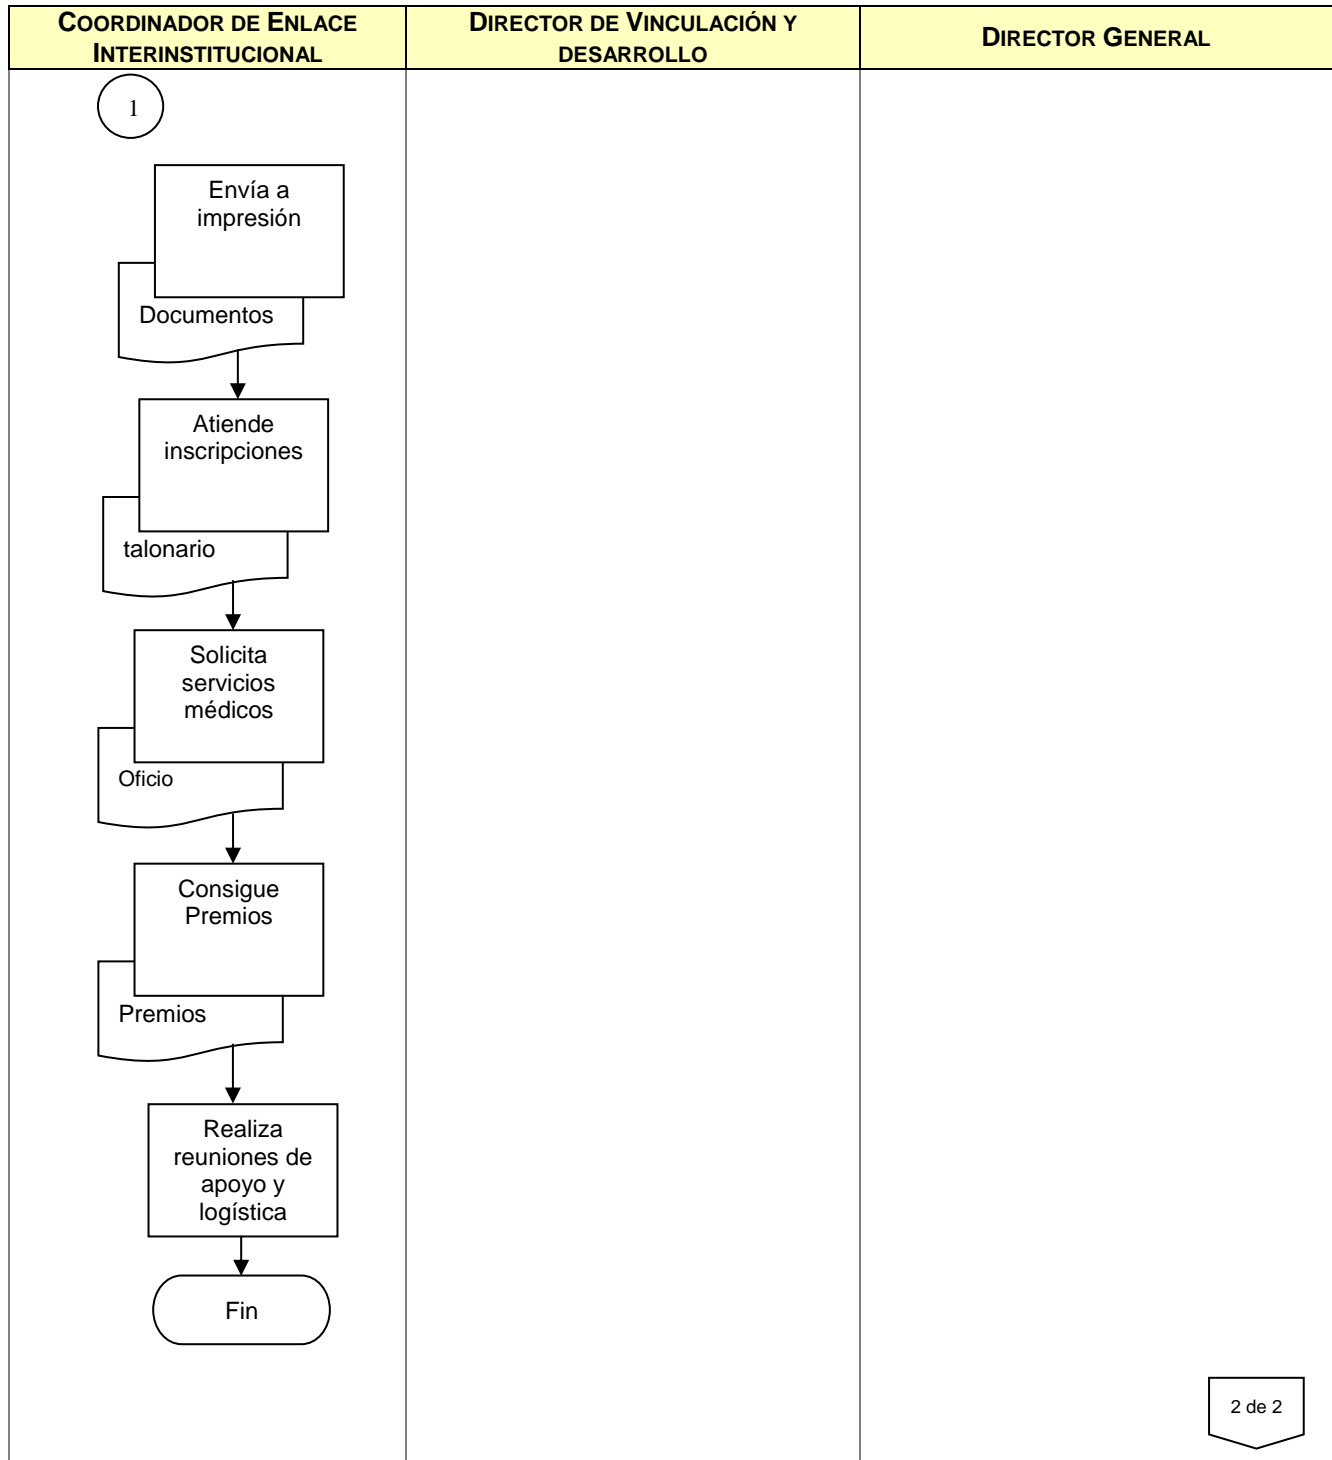 COORDINADOR DE ENLACE
INTERINSTITUCIONAL
DIRECTOR DE VINCULACIÓN Y
DESARROLLO
DIRECTOR GENERAL
1
Envía a
impresión
Documentos
Atiende
inscripciones
talonario
Solicita
servicios
médicos
Oficio
Consigue
Premios
Premios
Realiza
reuniones de
apoyo y
logística
Fin
2 de 2